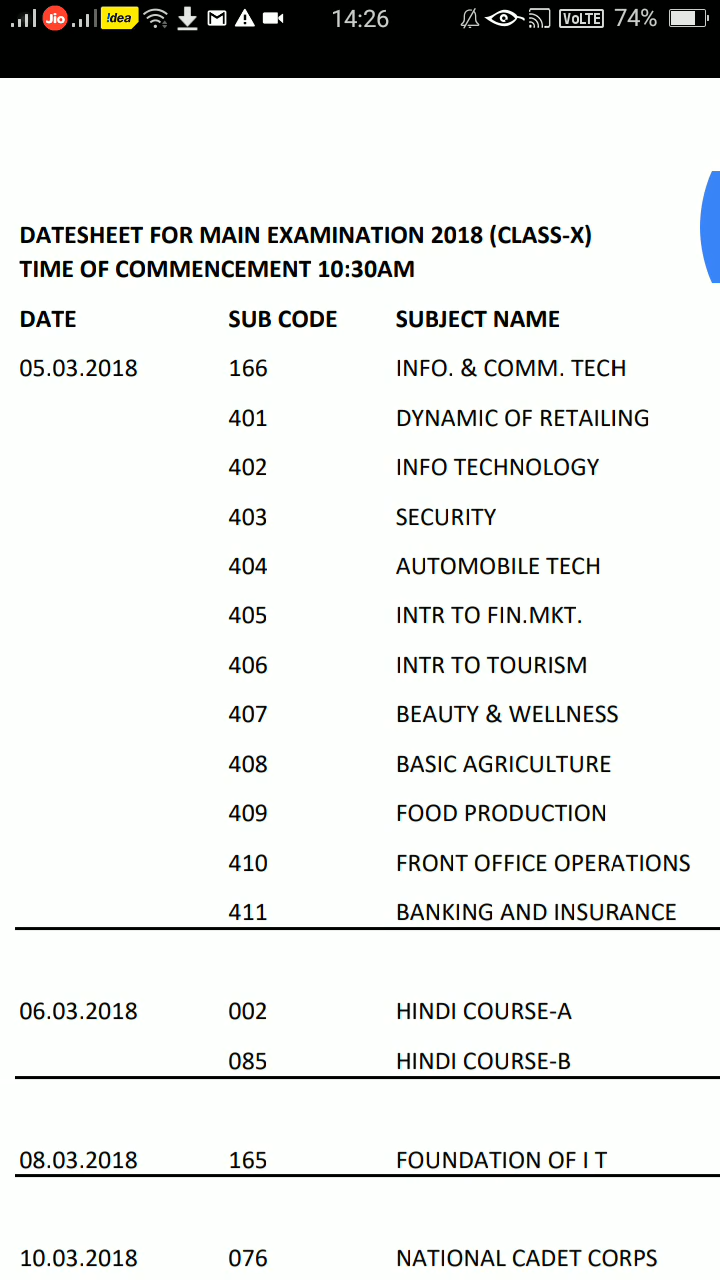 Jio Idea 14:26 VoLTE 74%
DATESHEET FOR MAIN EXAMINATION 2018 (CLASS-X)
TIME OF COMMENCEMENT 10:30AM
DATE SUB CODE SUBJECT NAME
05.03.2018 166 INFO. & COMM. TECH
401 DYNAMIC OF RETAILING
402 INFO TECHNOLOGY
403 SECURITY
404 AUTOMOBILE TECH
405 INTR TO FIN.MKT.
406 INTR TO TOURISM
407 BEAUTY & WELLNESS
408 BASIC AGRICULTURE
409 FOOD PRODUCTION
410 FRONT OFFICE OPERATIONS
411 BANKING AND INSURANCE
06.03.2018 002 HINDI COURSE-A
085 HINDI COURSE-B
08.03.2018 165 FOUNDATION OF I T
10.03.2018 076 NATIONAL CADET CORPS